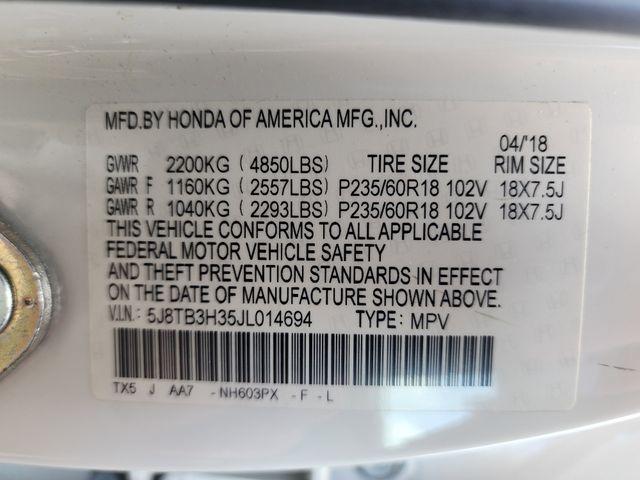 MFD.BY HONDA OF AMERICA MFG.,INC.
04/'18
GVWR 2200KG (4850LBS) TIRE SIZE RIM SIZE
GAWR F 1160KG (2557LBS) P235/60R18 102V 18X7.5J
GAWR R 1040KG (2293LBS) P235/60R18 102V 18X7.5J
THIS VEHICLE CONFORMS TO ALL APPLICABLE
FEDERAL MOTOR VEHICLE SAFETY
AND THEFT PREVENTION STANDARDS IN EFFECT
ON THE DATE OF MANUFACTURE SHOWN ABOVE.
V.I.N.: 5J8TB3H35JL014694 TYPE: MPV
TX5 J AA7 -NH603PX -F -L